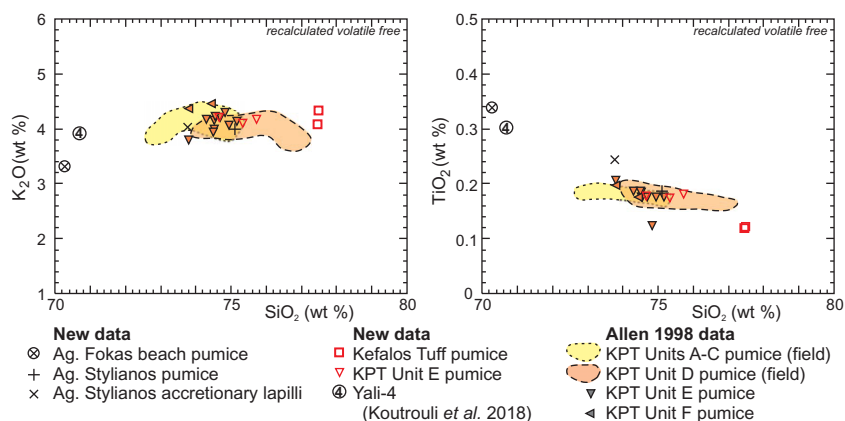 recalculated volatile free
recalculated volatile free
6
5
4
3
2
1
K2O (wt %)
4
70
75
80
SiO2 (wt %)
0.5
0.4
0.3
0.2
0.1
0
TiO2 (wt %)
4
70
75
80
SiO2 (wt %)
New data
Ag. Fokas beach pumice
Ag. Stylianos pumice
Ag. Stylianos accretionary lapilli
New data
Kefalos Tuff pumice
KPT Unit E pumice
4 Yali-4
(Koutrouli et al. 2018)
Allen 1998 data
KPT Units A-C pumice (field)
KPT Unit D pumice (field)
KPT Unit E pumice
KPT Unit F pumice